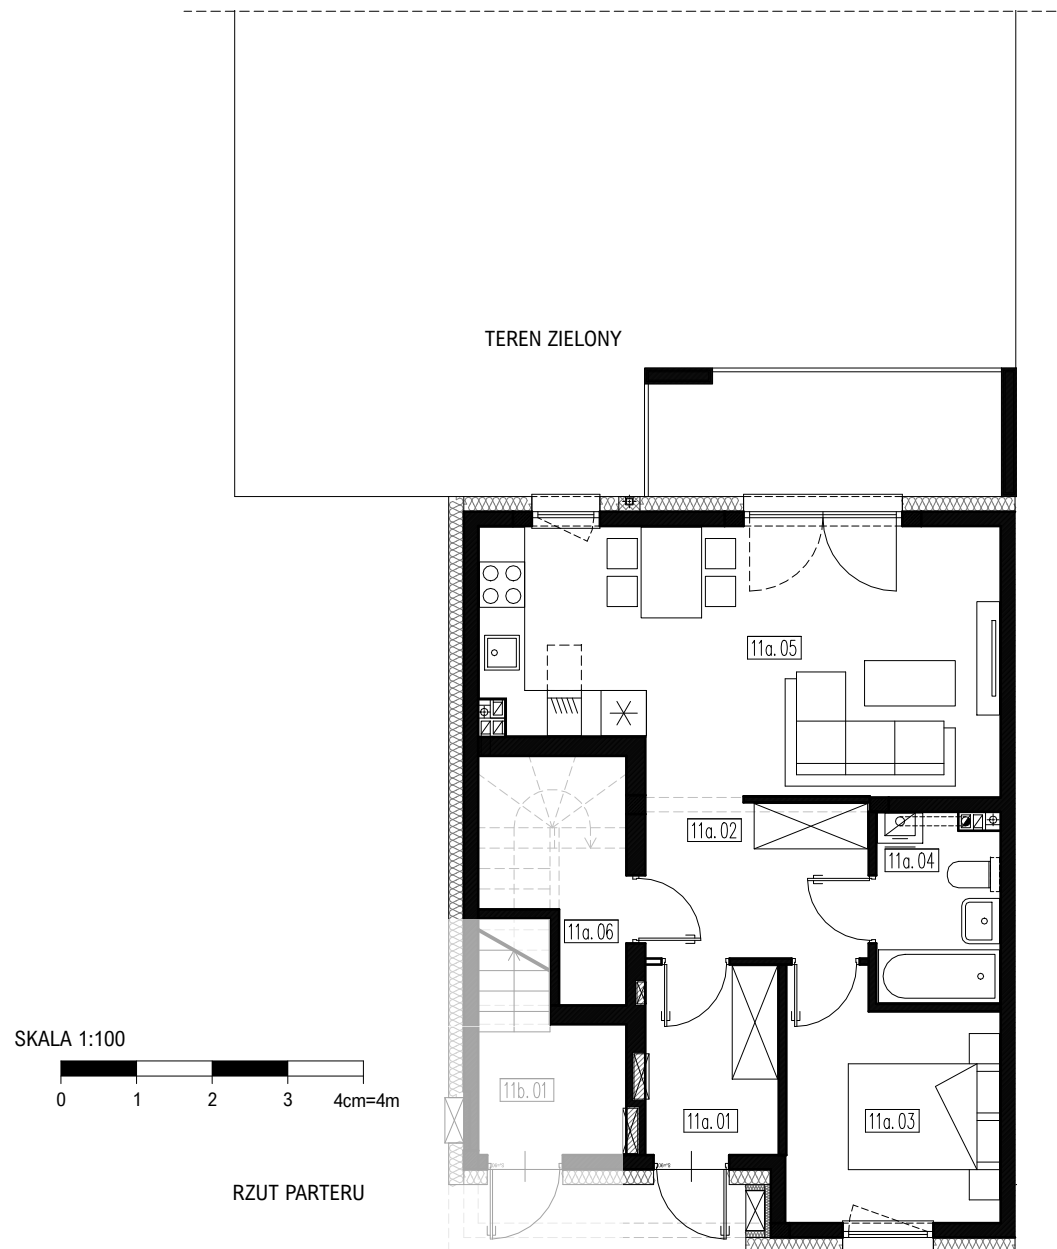 TEREN ZIELONY
11a.05
11a.02
11a.04
11a.06
SKALA 1:100
0 1 2 3 4cm=4m
11b.01
11a.01
11a.03
RZUT PARTERU